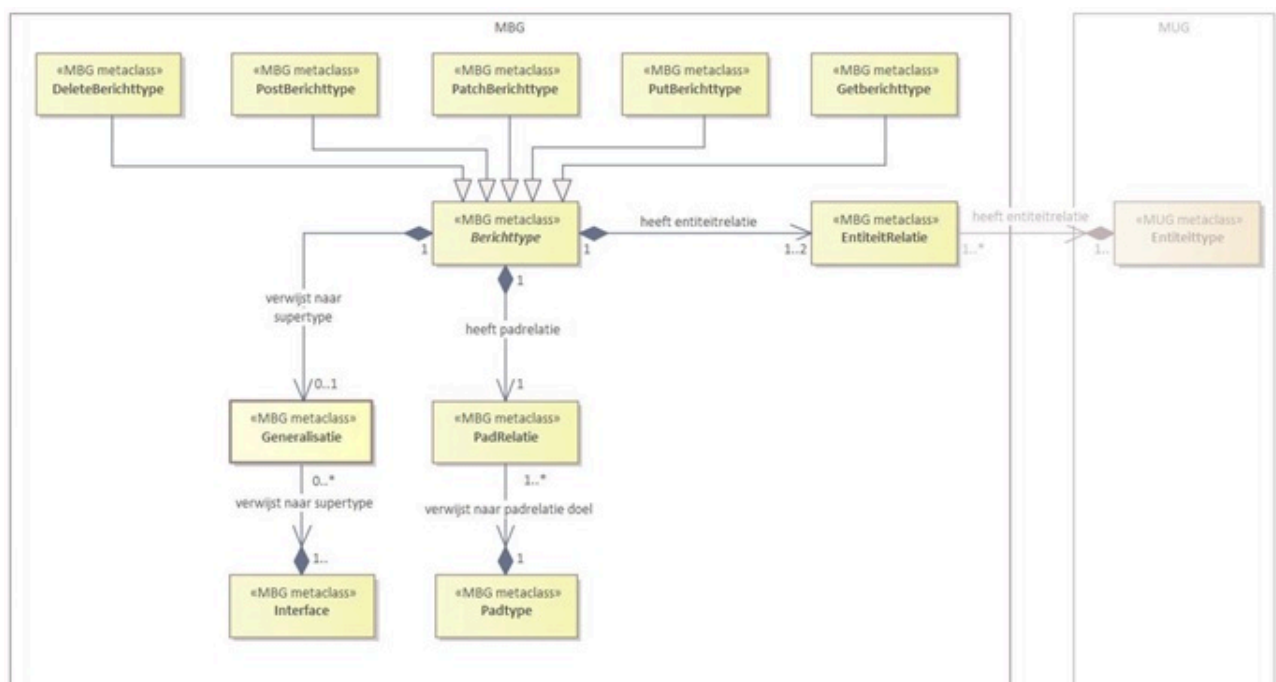 MBG
MUG
«MBG metaclass»
DeleteBerichttype
«MBG metaclass»
PostBerichttype
«MBG metaclass»
PatchBerichttype
«MBG metaclass»
PutBerichttype
«MBG metaclass»
Getberichttype
«MBG metaclass»
Berichttype
1
1
1
heeft entiteitrelatie
1..2
«MBG metaclass»
EntiteitRelatie
heeft entiteitrelatie
1..*
1..
«MUG metaclass»
Entiteittype
verwijst naar
supertype
0..1
heeft padrelatie
1
«MBG metaclass»
Generalisatie
«MBG metaclass»
PadRelatie
0..*
verwijst naar supertype
1..
1..*
verwijst naar padrelatie doel
1
«MBG metaclass»
Interface
«MBG metaclass»
Padtype